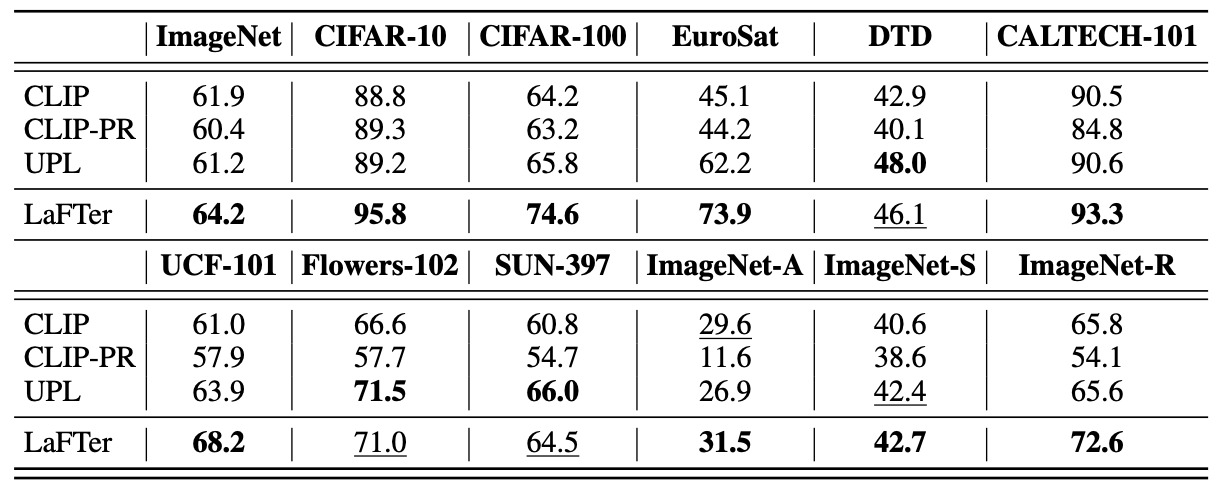 ImageNet CIFAR-10 CIFAR-100 EuroSat DTD CALTECH-101
CLIP 61.9 88.8 64.2 45.1 42.9 90.5
CLIP-PR 60.4 89.3 63.2 44.2 40.1 84.8
UPL 61.2 89.2 65.8 62.2 48.0 90.6
LaFTer 64.2 95.8 74.6 73.9 46.1 93.3
UCF-101 Flowers-102 SUN-397 ImageNet-A ImageNet-S ImageNet-R
CLIP 61.0 66.6 60.8 29.6 40.6 65.8
CLIP-PR 57.9 57.7 54.7 11.6 38.6 54.1
UPL 63.9 71.5 66.0 26.9 42.4 65.6
LaFTer 68.2 71.0 64.5 31.5 42.7 72.6